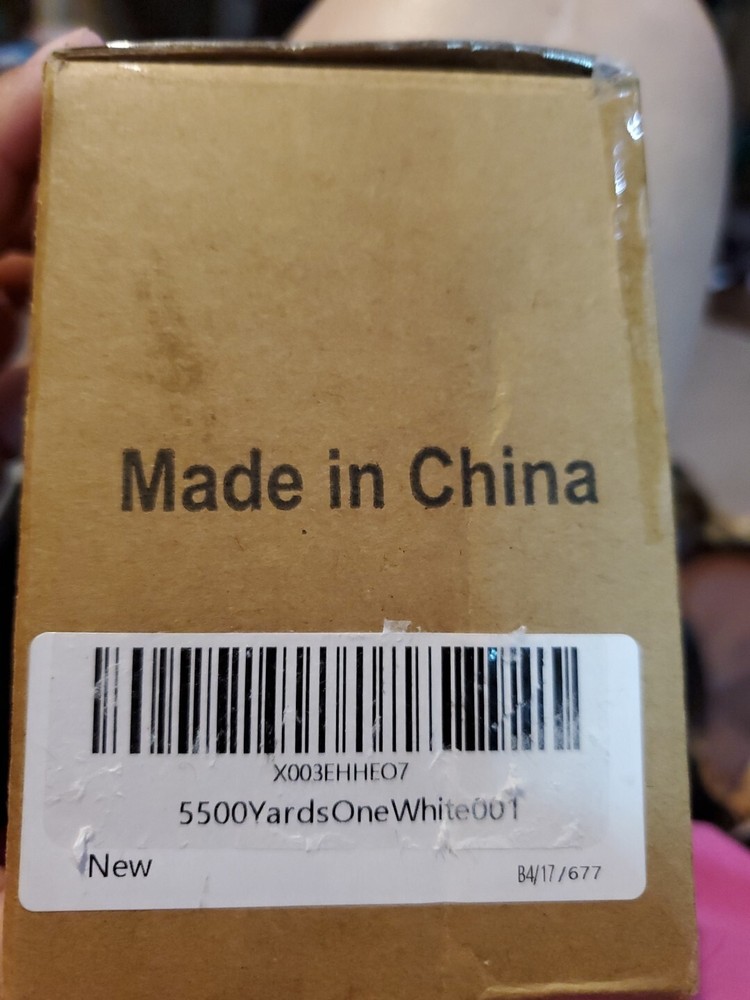 Made in China
X003EHHEO7
5500YardsOneWhite001
New
B4/17/677